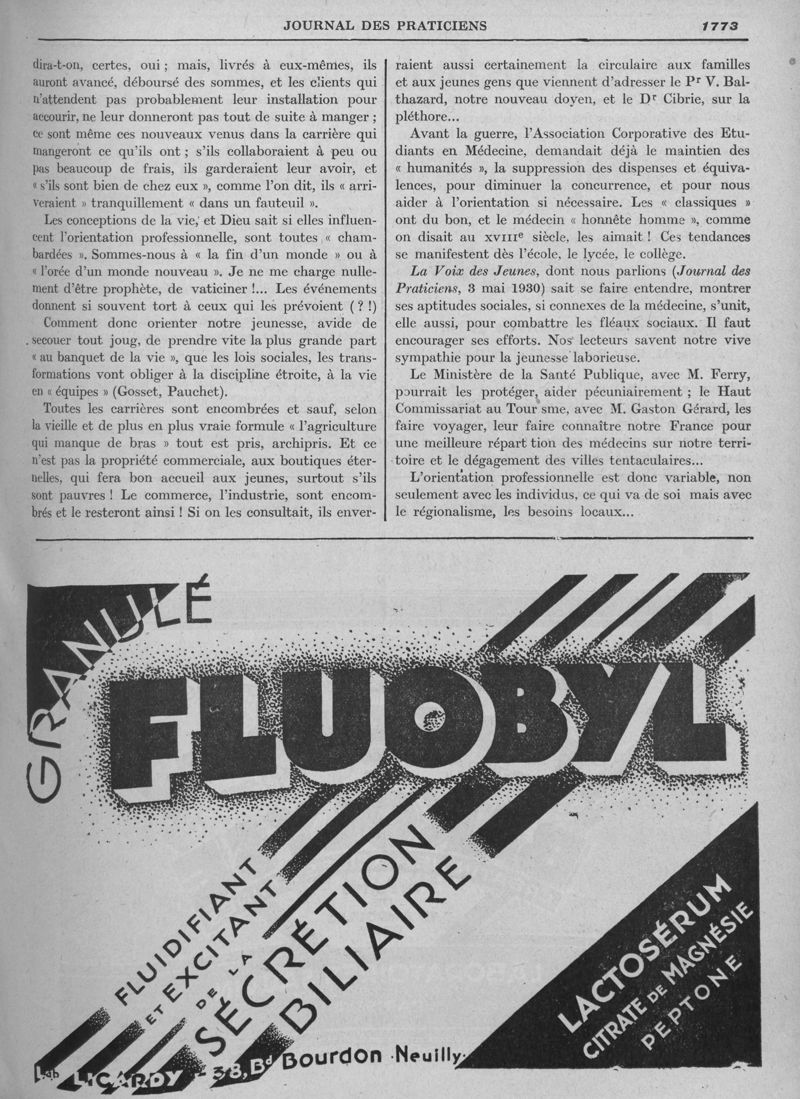 JOURNAL DES PRATICIENS
1773
dira-t-on, certes, oui ; mais, livrés à eux-mêmes, ils
auront avancé, déboursé des sommes, et les clients qui
n'attendent pas probablement leur installation pour
accourir, ne leur donneront pas tout de suite à manger ;
ce sont même ces nouveaux venus dans la carrière qui
mangeront ce qu'ils ont ; s'ils collaboraient à peu ou
pas beaucoup de frais, ils garderaient leur avoir, et
« s'ils sont bien de chez eux », comme l'on dit, ils « arri-
veraient » tranquillement « dans un fauteuil ».
Les conceptions de la vie, et Dieu sait si elles influen-
cent l'orientation professionnelle, sont toutes « cham-
bardées ». Sommes-nous à « la fin d'un monde » ou à
« l'orée d'un monde nouveau ». Je ne me charge nulle-
ment d'être prophète, de vaticiner !... Les événements
donnent si souvent tort à ceux qui les prévoient (? !)
Comment donc orienter notre jeunesse, avide de
secouer tout joug, de prendre vite la plus grande part
« au banquet de la vie », que les lois sociales, les trans-
formations vont obliger à la discipline étroite, à la vie
en « équipes » (Gosset, Pauchet).
Toutes les carrières sont encombrées et sauf, selon
la vieille et de plus en plus vraie formule « l'agriculture
qui manque de bras » tout est pris, archipris. Et ce
n'est pas la propriété commerciale, aux boutiques éter-
nelles, qui fera bon accueil aux jeunes, surtout s'ils
sont pauvres ! Le commerce, l'industrie, sont encom-
brés et le resteront ainsi ! Si on les consultait, ils enver-
raient aussi certainement la circulaire aux familles
et aux jeunes gens que viennent d'adresser le Pr V. Bal-
thazard, notre nouveau doyen, et le Dr Cibrie, sur la
pléthore...
Avant la guerre, l'Association Corporative des Etu-
diants en Médecine, demandait déjà le maintien des
« humanités », la suppression des dispenses et équiva-
lences, pour diminuer la concurrence, et pour nous
aider à l'orientation si nécessaire. Les « classiques »
ont du bon, et le médecin « honnête homme », comme
on disait au XVIIIe siècle, les aimait ! Ces tendances
se manifestent dès l'école, le lycée, le collège.
La Voix des Jeunes, dont nous parlions (Journal des
Praticiens, 3 mai 1930) sait se faire entendre, montrer
ses aptitudes sociales, si connexes de la médecine, s'unit,
elle aussi, pour combattre les fléaux sociaux. Il faut
encourager ses efforts. Nos lecteurs savent notre vive
sympathie pour la jeunesse laborieuse.
Le Ministère de la Santé Publique, avec M. Ferry,
pourrait les protéger, aider pécuniairement ; le Haut
Commissariat au Tour sme, avec M. Gaston Gérard, les
faire voyager, leur faire connaître notre France pour
une meilleure répart tion des médecins sur notre terri-
toire et le dégagement des villes tentaculaires...
L'orientation professionnelle est donc variable, non
seulement avec les individus, ce qui va de soi mais avec
le régionalisme, les besoins locaux...
GRANULÉ
FLUOBYL
FLUIDIFIANT
ET EXCITANT
DE LA
SÉCRÉTION
BILIAIRE
LACTOSÉRUM
CITRATE DE MAGNÉSIE
PEPTONE
Lab LICARDY - 38, Bd Bourdon - Neuilly